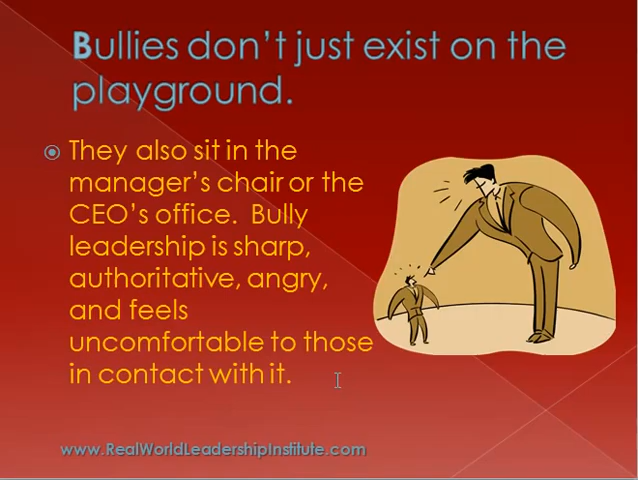 Bullies don't just exist on the
playground.
They also sit in the
manager's chair or the
CEO's office.  Bully
leadership is sharp,
authoritative, angry,
and feels
uncomfortable to those
in contact with it.
www.RealWorldLeadershipInstitute.com